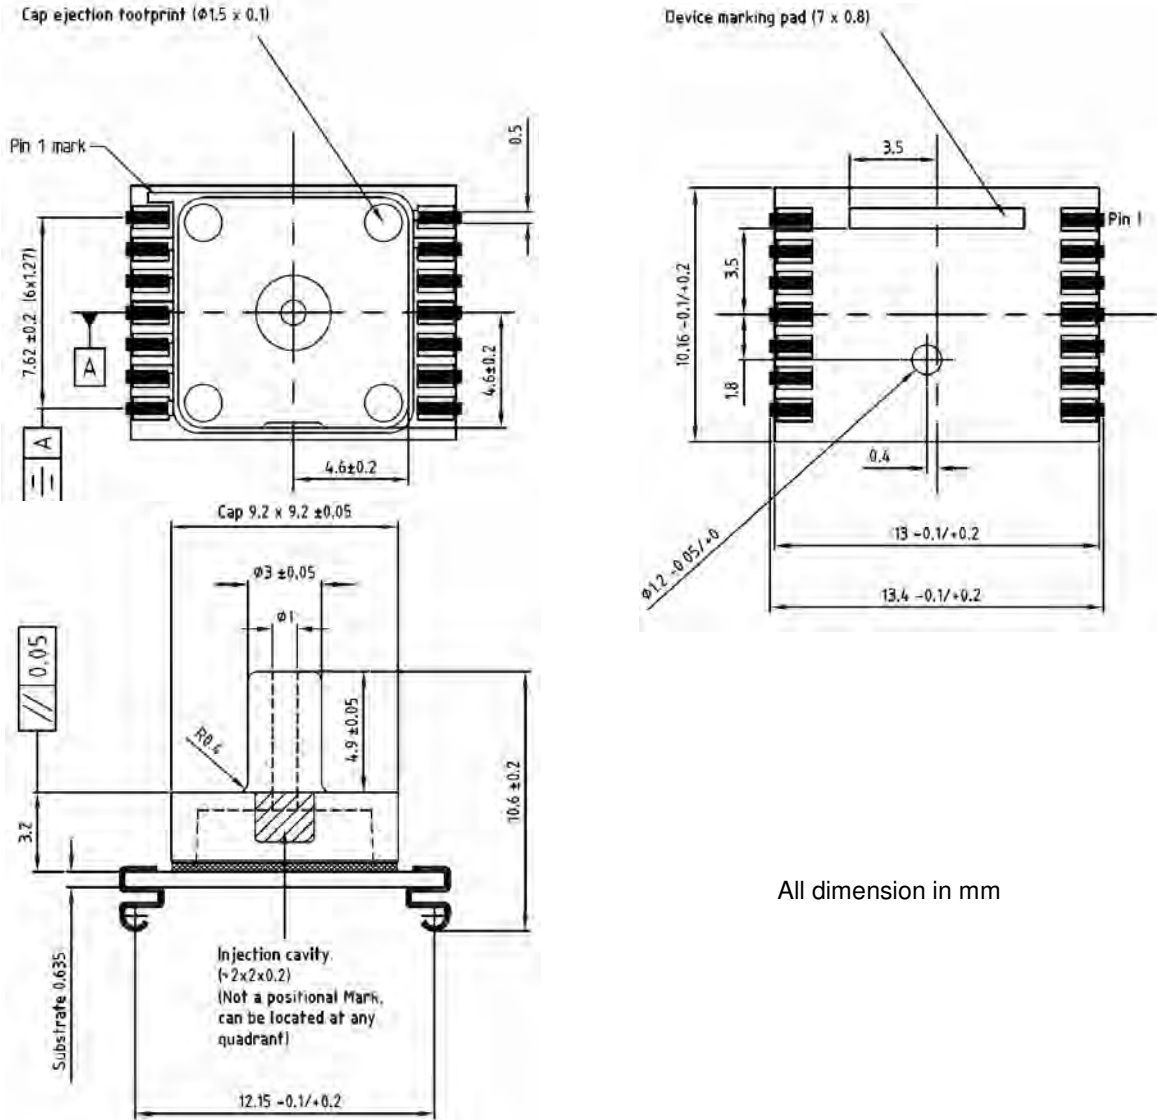 Cap ejection footprint (Ø1.5 x 0.1)
Pin 1 mark
0.5
7.62 ±0.2 (6x1.27)
A
A
4.6±0.2
4.6±0.2
Device marking pad (7 x 0.8)
3.5
Pin 1
3.5
10.16 -0.1/+0.2
1.8
0.4
Ø1.2 -0.05/+0
13 -0.1/+0.2
13.4 -0.1/+0.2
Cap 9.2 x 9.2 ±0.05
Ø3 ±0.05
Ø1
// 0.05
R0.4
4.9 ±0.05
10.6 ±0.2
3.2
Substrate 0.635
Injection cavity
(~2x2x0.2)
(Not a positional Mark,
can be located at any
quadrant)
12.15 -0.1/+0.2
All dimension in mm